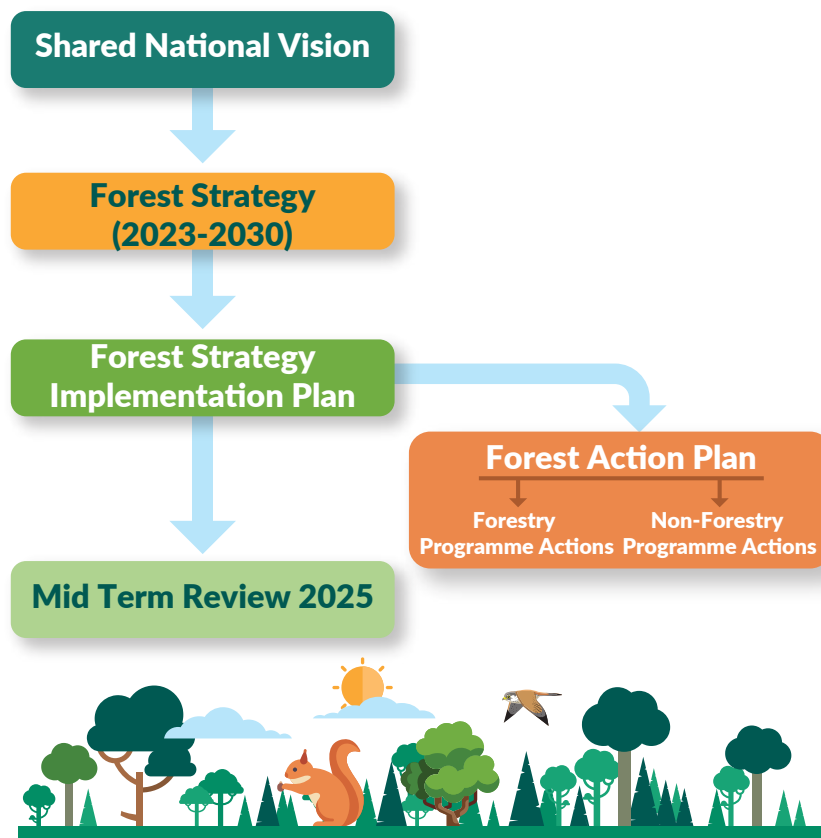 Shared National Vision
Forest Strategy
(2023-2030)
Forest Strategy
Implementation Plan
Forest Action Plan
Forestry
Programme Actions
Non-Forestry
Programme Actions
Mid Term Review 2025